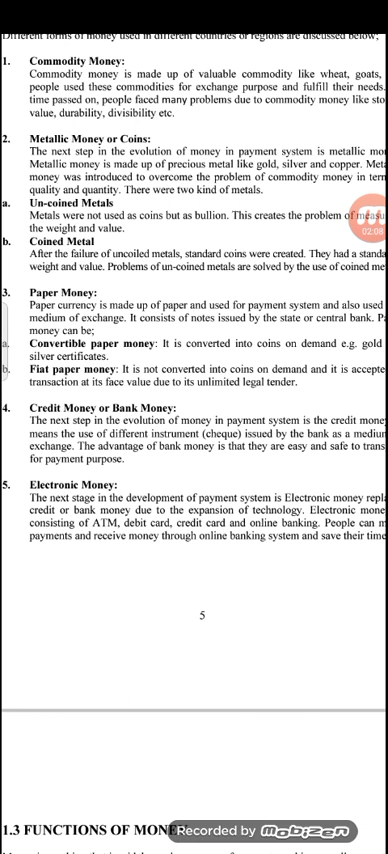 Different forms of money used in different countries or regions are discussed below;
1. Commodity Money:
Commodity money is made up of valuable commodity like wheat, goats,
people used these commodities for exchange purpose and fulfill their needs.
time passed on, people faced many problems due to commodity money like sto
value, durability, divisibility etc.
2. Metallic Money or Coins:
The next step in the evolution of money in payment system is metallic mo
Metallic money is made up of precious metal like gold, silver and copper. Meta
money was introduced to overcome the problem of commodity money in term
quality and quantity. There were two kind of metals.
a. Un-coined Metals
Metals were not used as coins but as bullion. This creates the problem of measu
the weight and value.
02:08
b. Coined Metal
After the failure of uncoiled metals, standard coins were created. They had a standa
weight and value. Problems of un-coined metals are solved by the use of coined me
3. Paper Money:
Paper currency is made up of paper and used for payment system and also used
medium of exchange. It consists of notes issued by the state or central bank. Pa
money can be;
a. Convertible paper money: It is converted into coins on demand e.g. gold
silver certificates.
b. Fiat paper money: It is not converted into coins on demand and it is accepte
transaction at its face value due to its unlimited legal tender.
4. Credit Money or Bank Money:
The next step in the evolution of money in payment system is the credit mone
means the use of different instrument (cheque) issued by the bank as a medium
exchange. The advantage of bank money is that they are easy and safe to trans
for payment purpose.
5. Electronic Money:
The next stage in the development of payment system is Electronic money repla
credit or bank money due to the expansion of technology. Electronic mone
consisting of ATM, debit card, credit card and online banking. People can m
payments and receive money through online banking system and save their time
5
1.3 FUNCTIONS OF MONE
Recorded by Mobizen